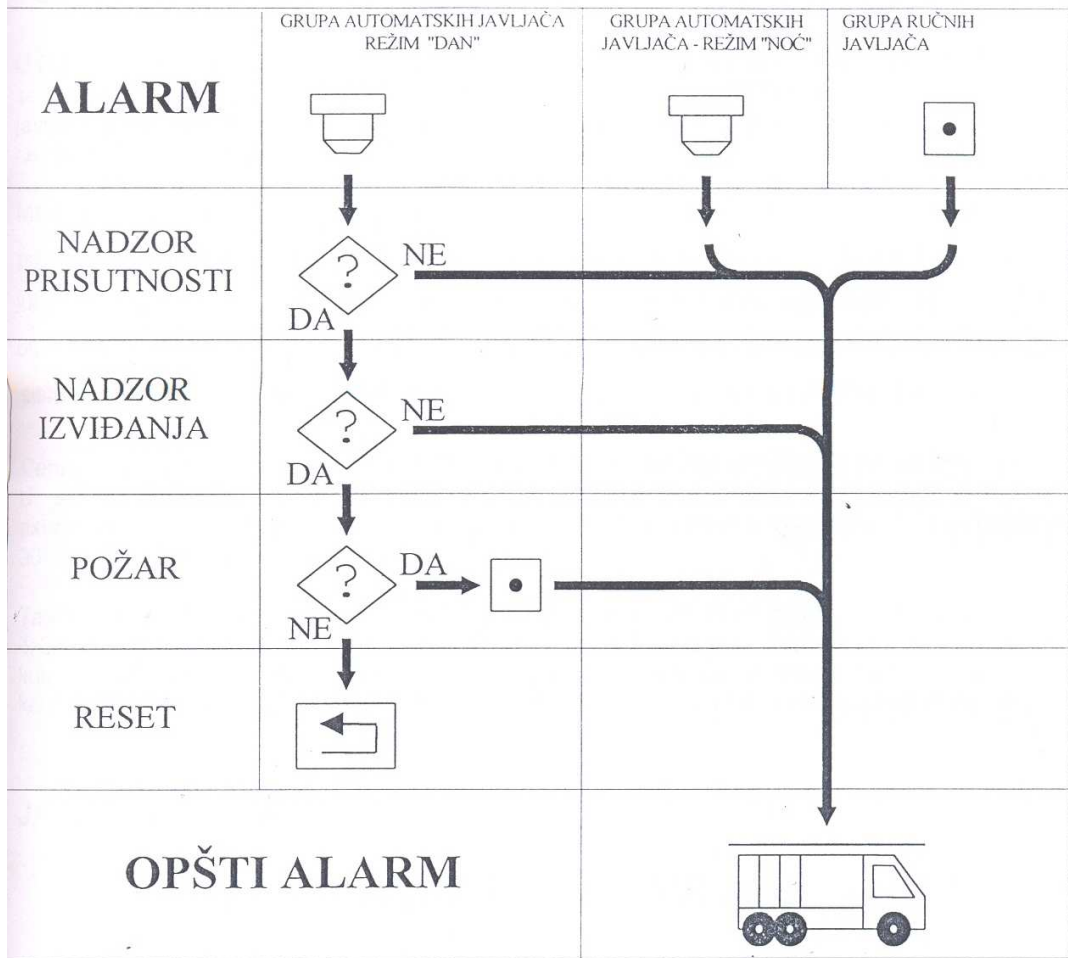 GRUPA AUTOMATSKIH JAVLJAČA
REŽIM "DAN"
GRUPA AUTOMATSKIH
JAVLJAČA - REŽIM "NOĆ"
GRUPA RUČNIH
JAVLJAČA
ALARM
NADZOR
PRISUTNOSTI
?
NE
DA
NADZOR
IZVIĐANJA
?
NE
DA
POŽAR
?
DA
NE
RESET
OPŠTI ALARM